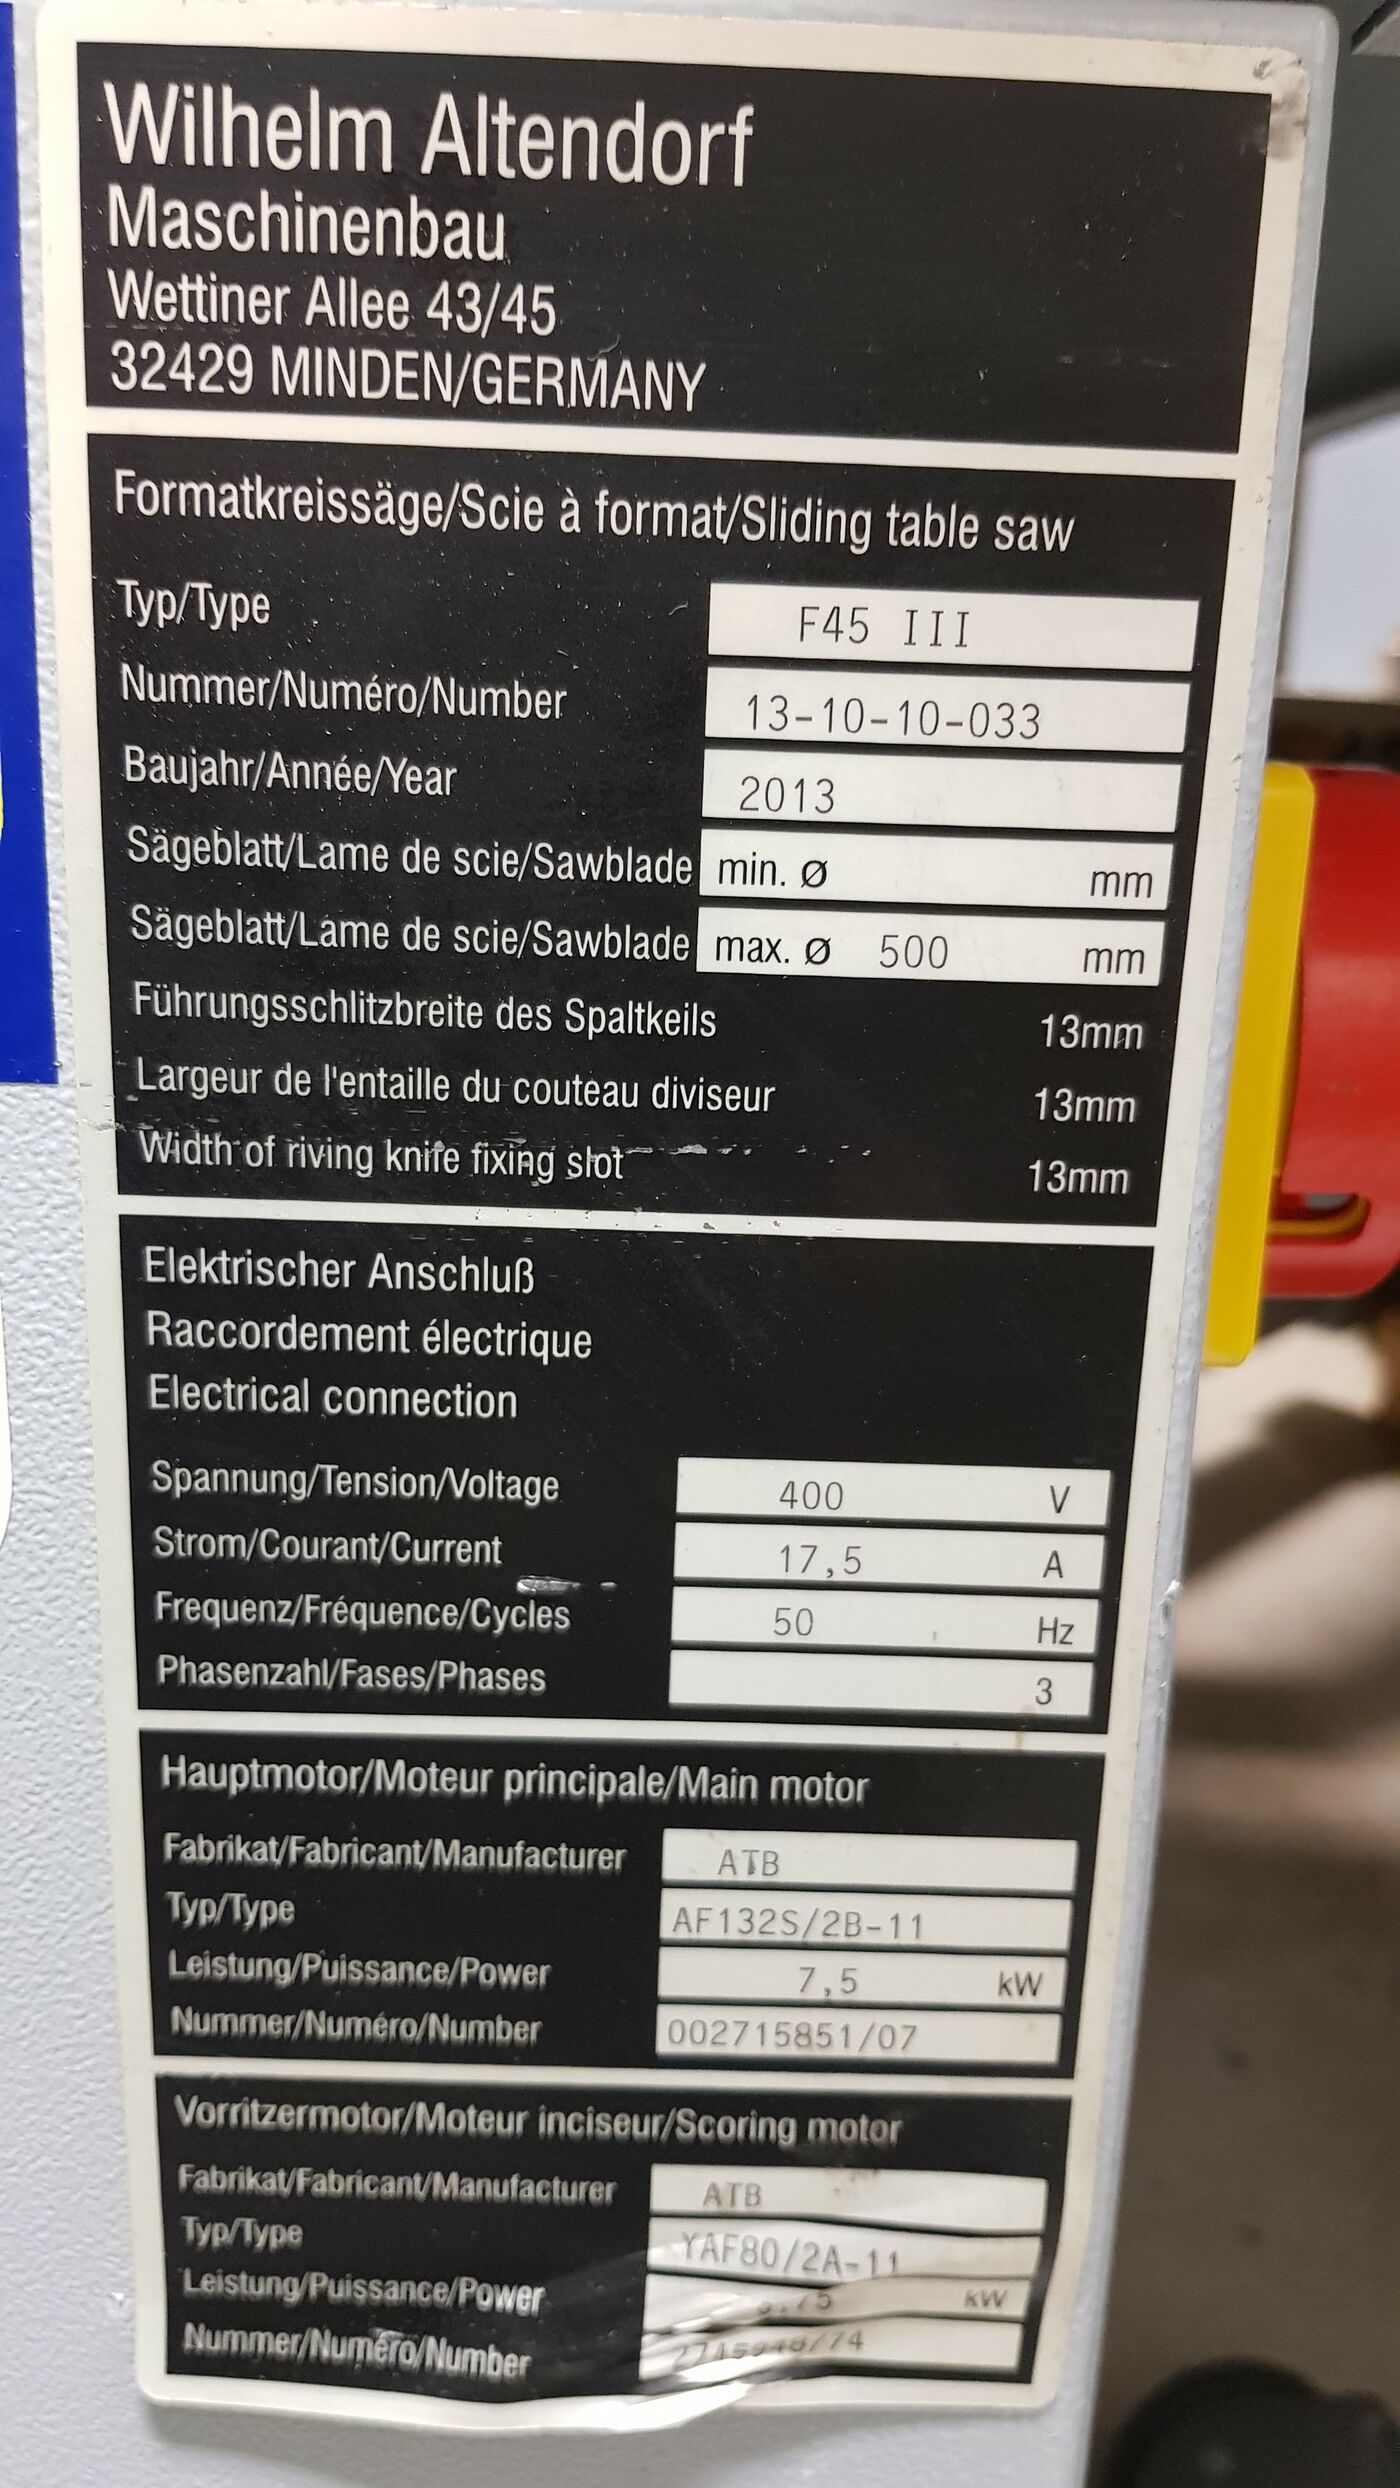 Wilhelm Altendorf
Maschinenbau
Wettiner Allee 43/45
32429 MINDEN/GERMANY
Formatkreissäge/Scie à format/Sliding table saw
Typ/Type F45 III
Nummer/Numéro/Number 13-10-10-033
Baujahr/Année/Year 2013
Sägeblatt/Lame de scie/Sawblade min. ø mm
Sägeblatt/Lame de scie/Sawblade max. ø 500 mm
Führungsschlitzbreite des Spaltkeils 13mm
Largeur de l'entaille du couteau diviseur 13mm
Width of riving knife fixing slot 13mm
Elektrischer Anschluß
Raccordement électrique
Electrical connection
Spannung/Tension/Voltage 400 V
Strom/Courant/Current 17,5 A
Frequenz/Fréquence/Cycles 50 Hz
Phasenzahl/Fases/Phases 3
Hauptmotor/Moteur principale/Main motor
Fabrikat/Fabricant/Manufacturer ATB
Typ/Type AF132S/2B-11
Leistung/Puissance/Power 7,5 kW
Nummer/Numéro/Number 002715851/07
Vorritzermotor/Moteur inciseur/Scoring motor
Fabrikat/Fabricant/Manufacturer ATB
Typ/Type YAF80/2A-11
Leistung/Puissance/Power kW
Nummer/Numéro/Number